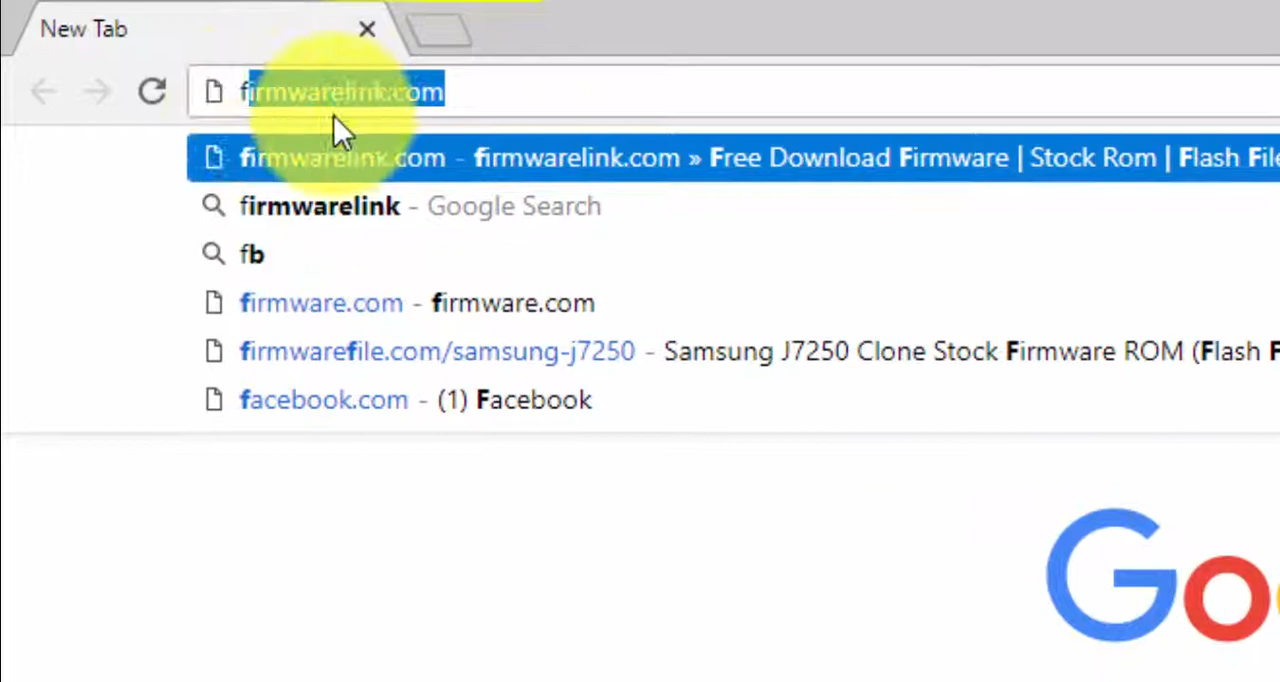 New Tab
firmwarelink.com
firmwarelink.com - firmwarelink.com » Free Download Firmware | Stock Rom | Flash File
firmwarelink - Google Search
fb
firmware.com - firmware.com
firmwarefile.com/samsung-j7250 - Samsung J7250 Clone Stock Firmware ROM (Flash F
facebook.com - (1) Facebook
Go